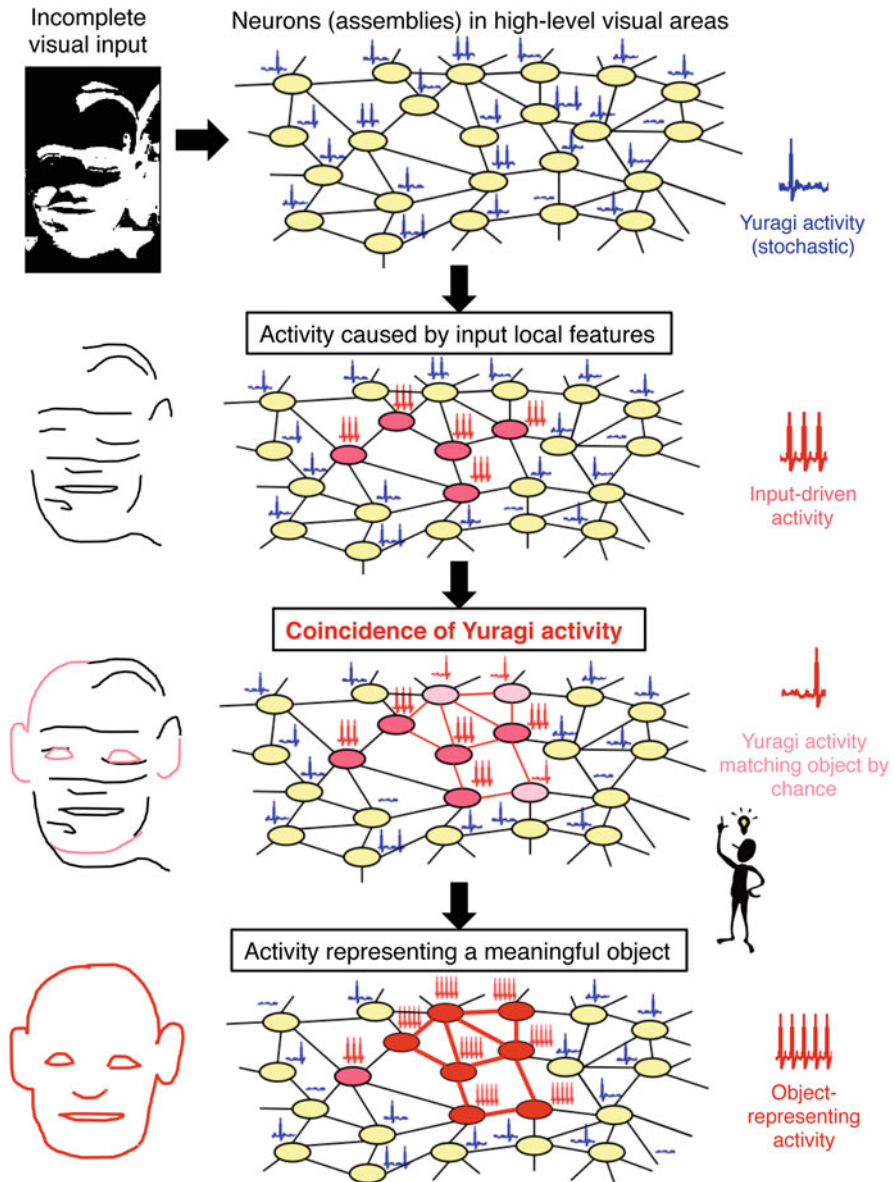 Incomplete
visual input
Neurons (assemblies) in high-level visual areas
Yuragi activity
(stochastic)
Activity caused by input local features
Input-driven
activity
Coincidence of Yuragi activity
Yuragi activity
matching object by
chance
Activity representing a meaningful object
Object-
representing
activity